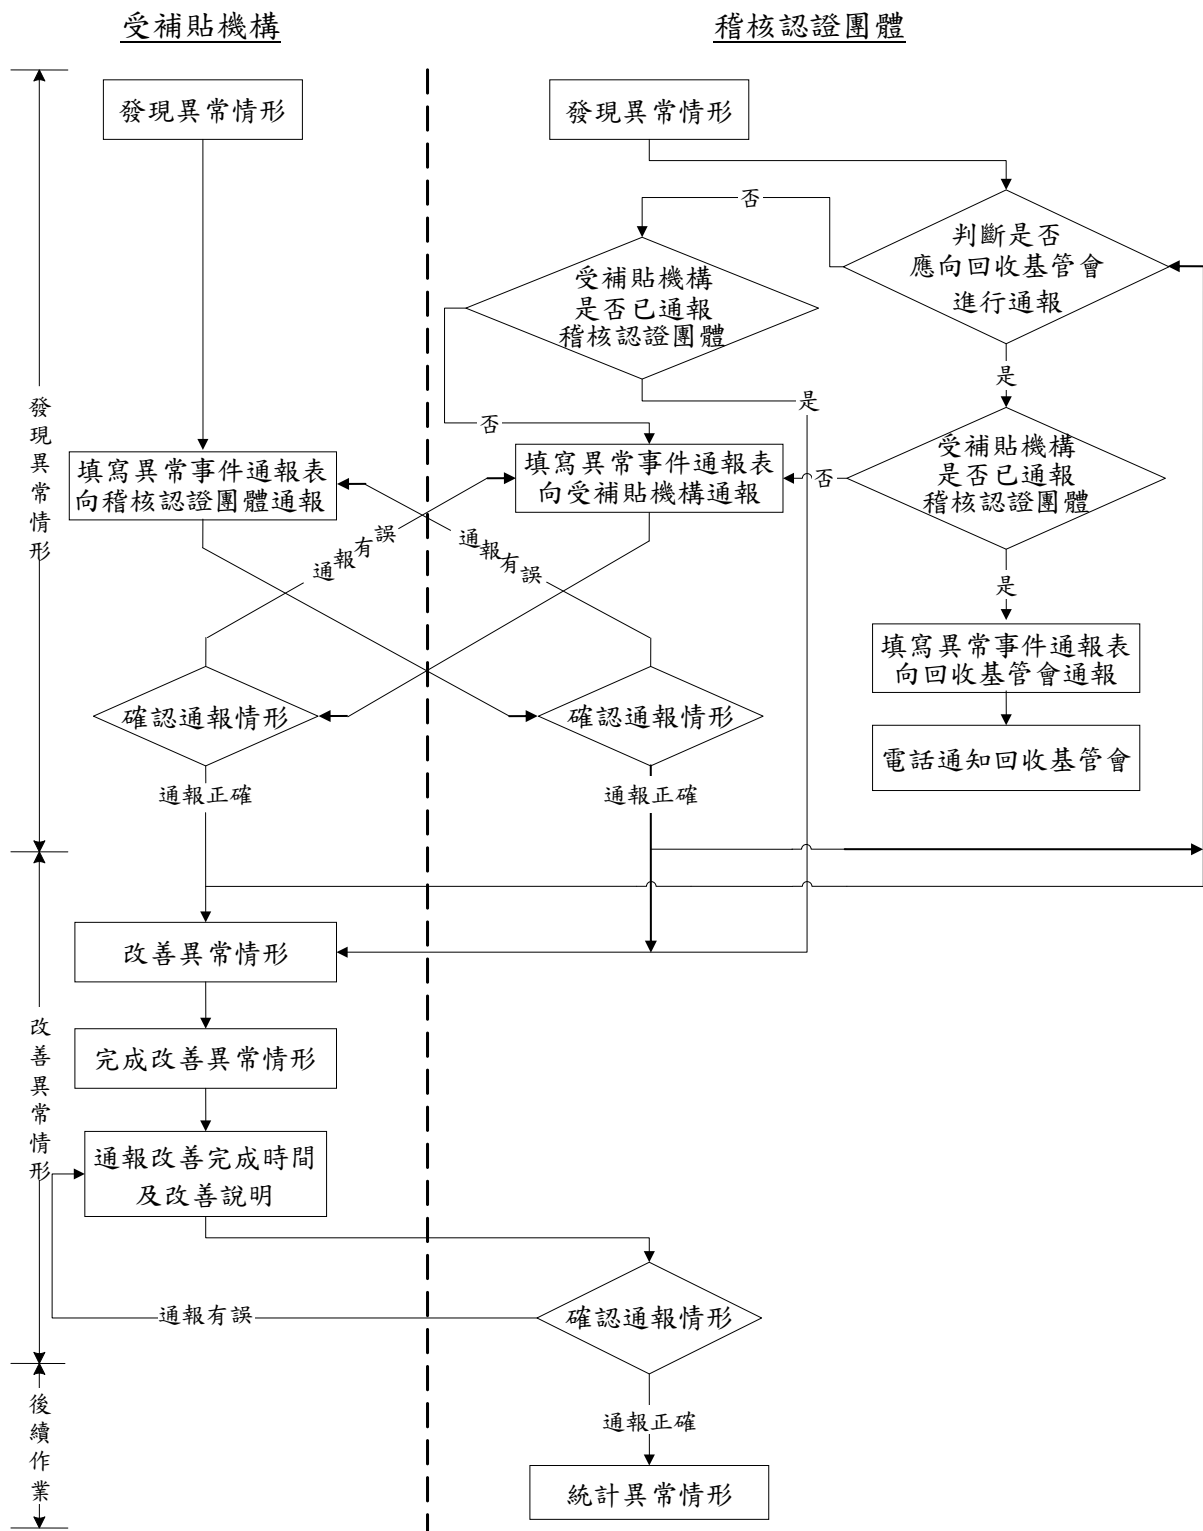 受補貼機構
稽核認證團體
發現異常情形
發現異常情形
否
判斷是否
應向回收基管會
進行通報
受補貼機構
是否已通報
稽核認證團體
是
是
發現異常情形
否
填寫異常事件通報表
向稽核認證團體通報
填寫異常事件通報表
向受補貼機構通報
否
受補貼機構
是否已通報
稽核認證團體
通報有誤
通報有誤
是
填寫異常事件通報表
向回收基管會通報
確認通報情形
確認通報情形
電話通知回收基管會
通報正確
通報正確
改善異常情形
改善異常情形
完成改善異常情形
通報改善完成時間
及改善說明
通報有誤
確認通報情形
後續作業
通報正確
統計異常情形